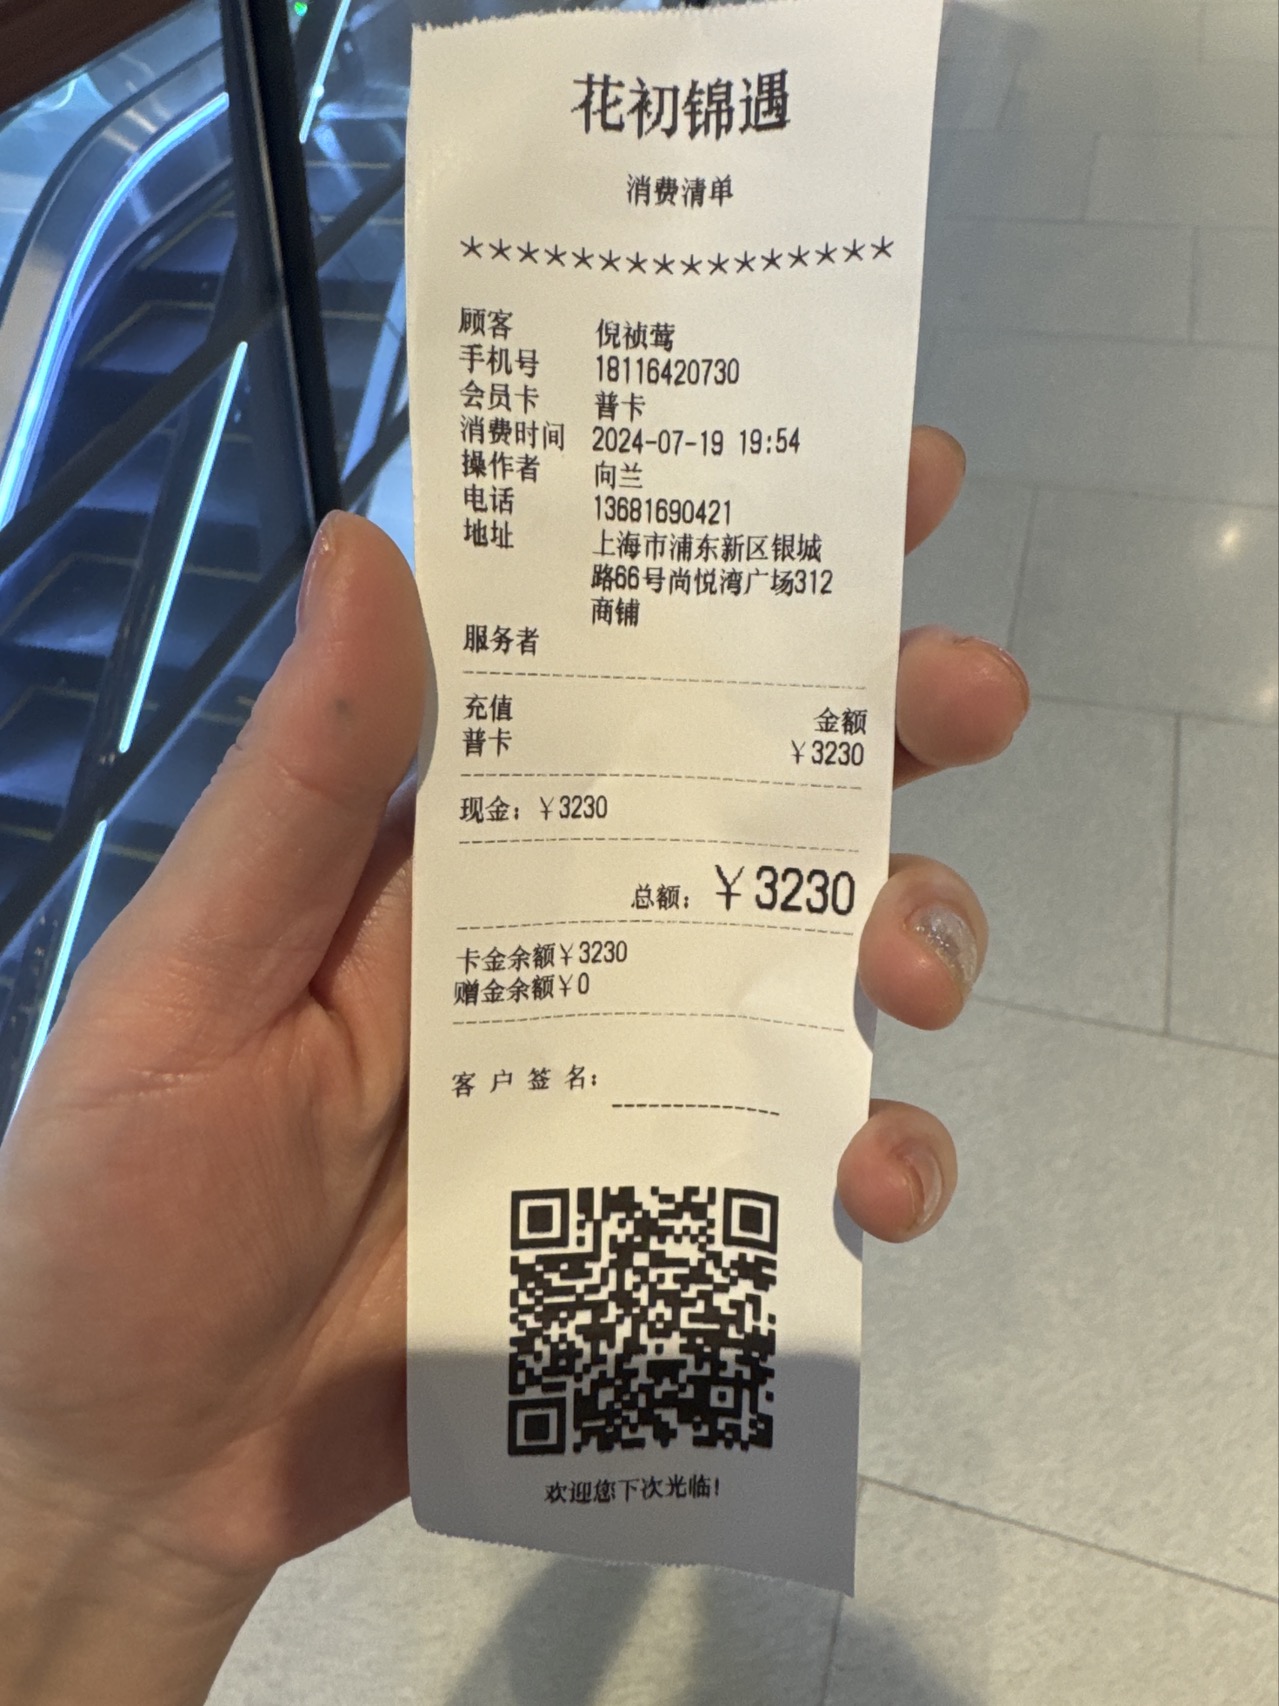 花初锦遇
消费清单
****************
顾客 倪祯莺
手机号 18116420730
会员卡 普卡
消费时间 2024-07-19 19:54
操作者 向兰
电话 13681690421
地址 上海市浦东新区银城
路66号尚悦湾广场312
商铺
服务者
充值 金额
普卡 ￥3230
现金：￥3230
总额：￥3230
卡金余额￥3230
赠金余额￥0
客户签名：
欢迎您下次光临！